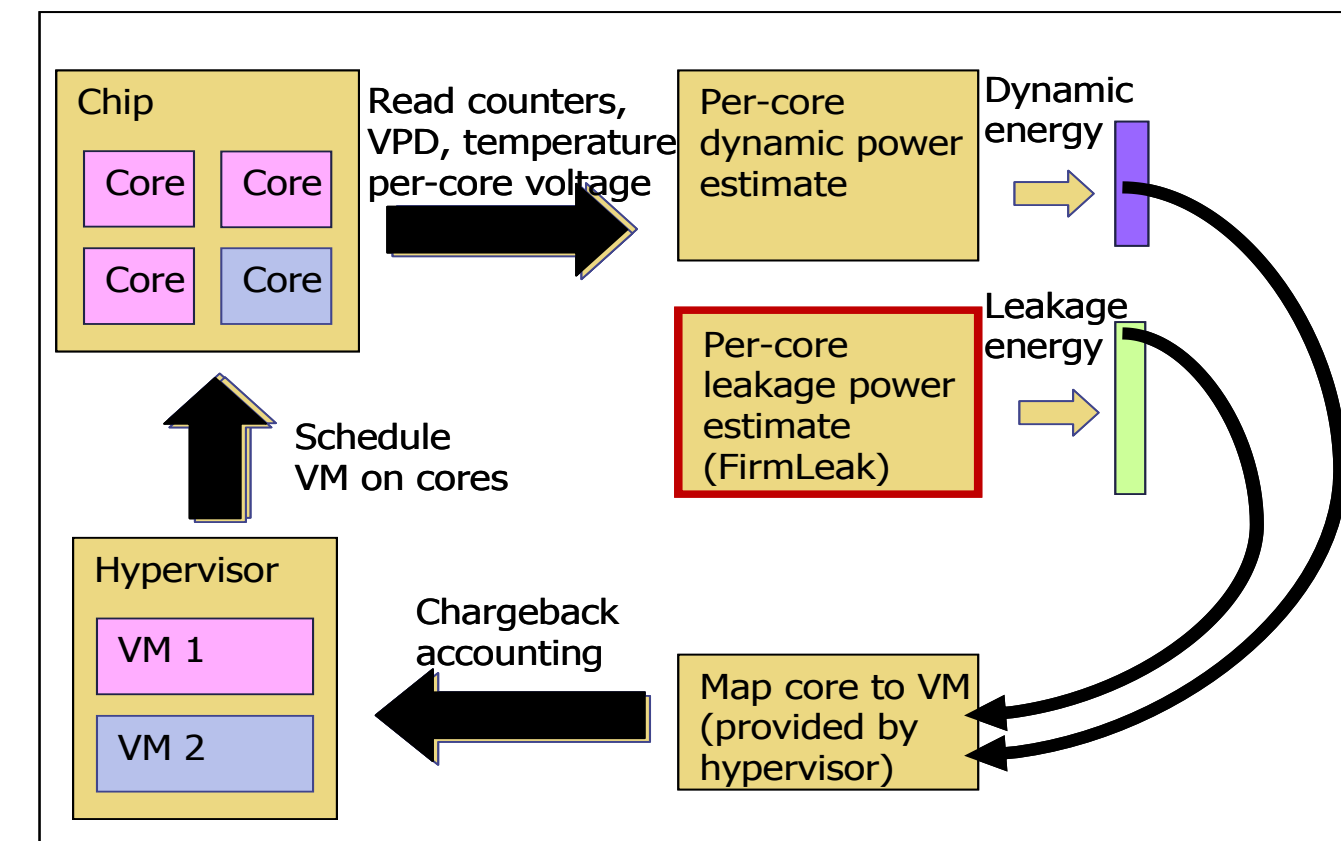 Chip
Core
Core
Core
Core
Read counters,
VPD, temperature
per-core voltage
Per-core
dynamic power
estimate
Dynamic
energy
Per-core
leakage power
estimate
(FirmLeak)
Leakage
energy
Schedule
VM on cores
Hypervisor
VM 1
VM 2
Chargeback
accounting
Map core to VM
(provided by
hypervisor)